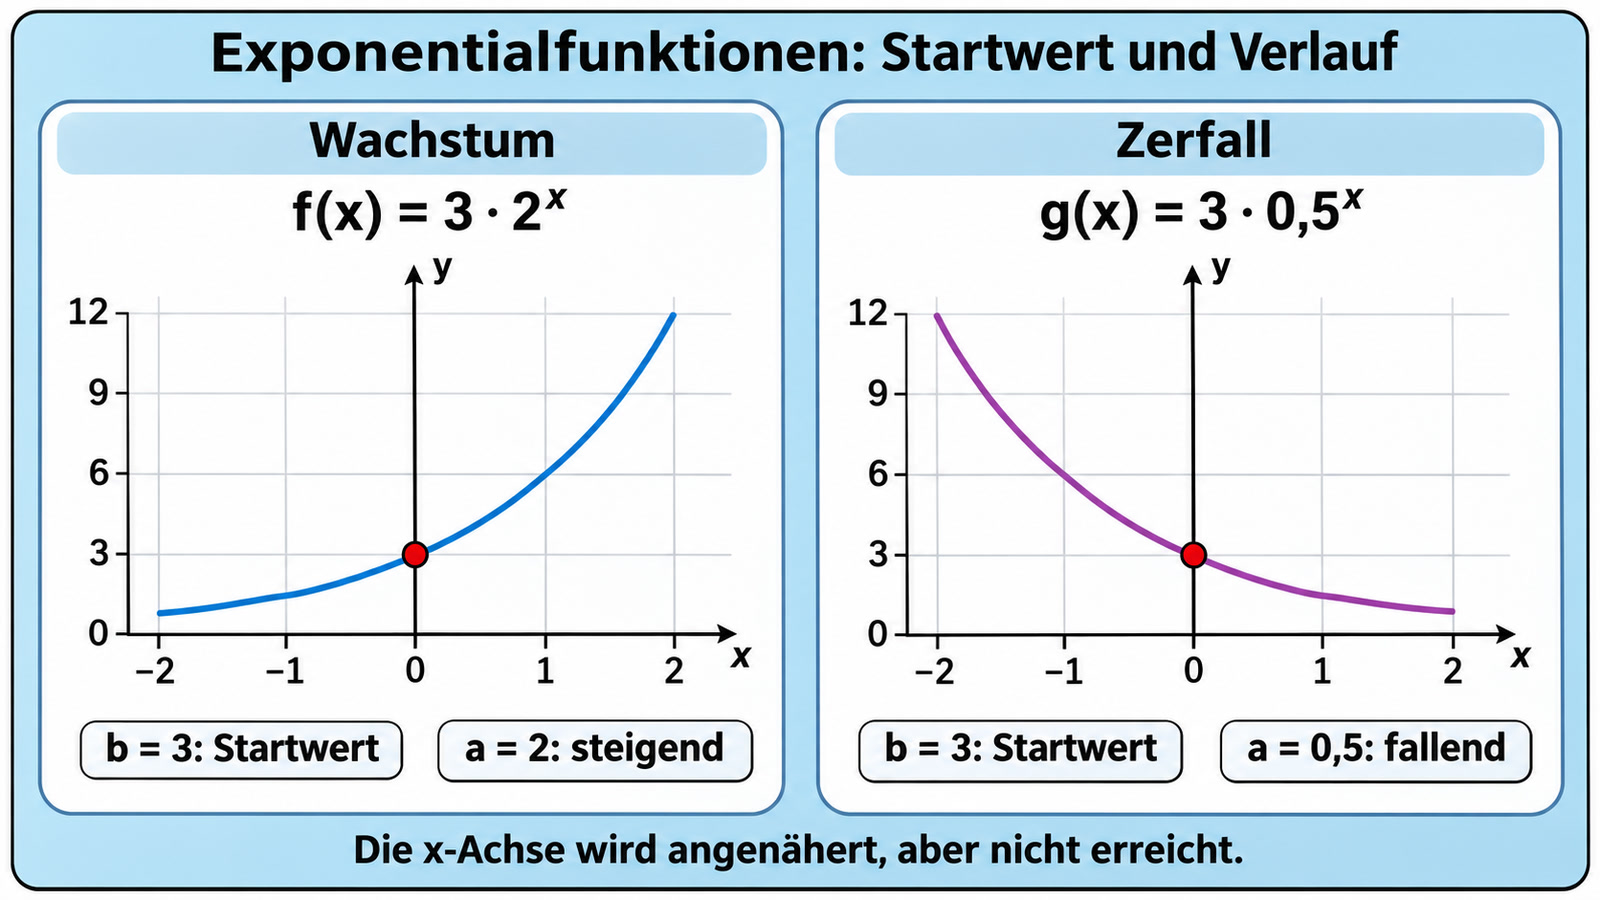 Exponentialfunktionen: Startwert und Verlauf
Wachstum
f(x) = 3 · 2^x
y
12
9
6
3
0
−2 −1 0 1 2 x
b = 3: Startwert
a = 2: steigend
Zerfall
g(x) = 3 · 0,5^x
y
12
9
6
3
0
−2 −1 0 1 2 x
b = 3: Startwert
a = 0,5: fallend
Die x-Achse wird angenähert, aber nicht erreicht.